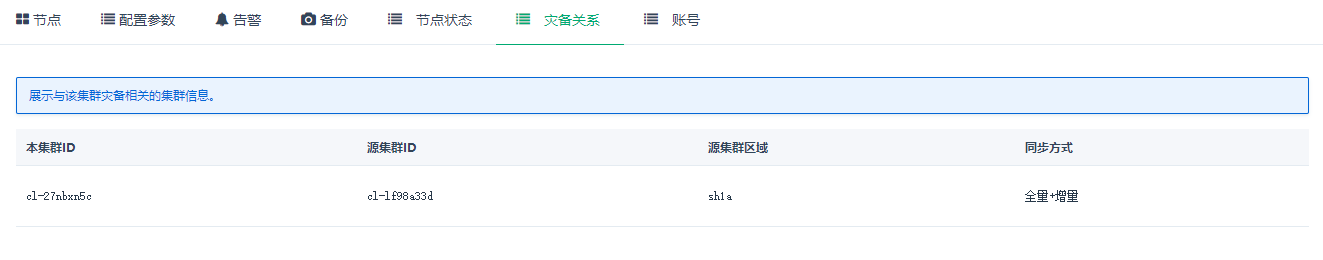 节点 配置参数 告警 备份 节点状态 灾备关系 账号
展示与该集群灾备相关的集群信息。
本集群ID 源集群ID 源集群区域 同步方式
cl-27nbxn5c cl-lf98a33d sh1a 全量+增量